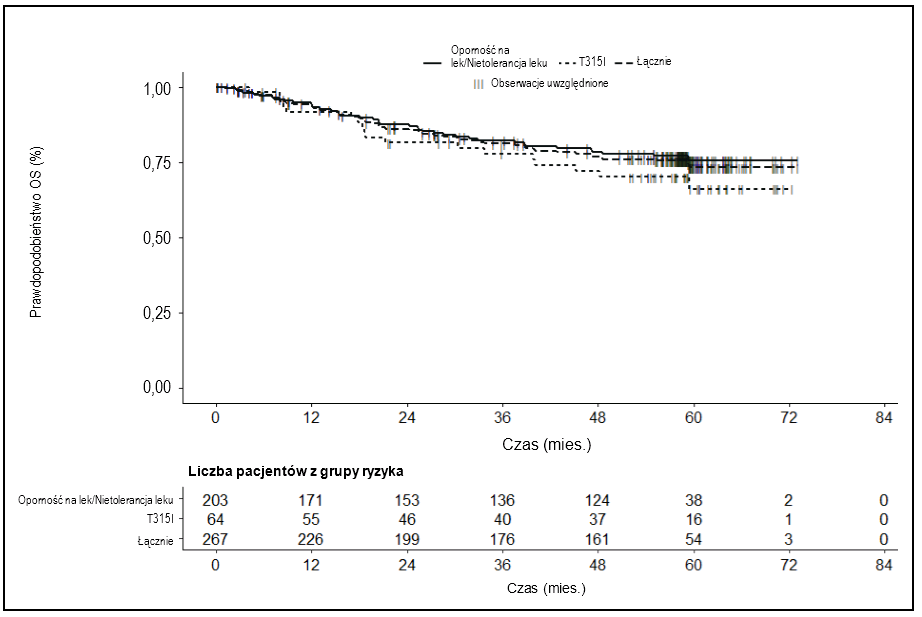 Oporność na
lek/Nietolerancja leku
T315I
Łącznie
Obserwacje uwzględnione
Prawdopodobieństwo OS (%)
1,00
0,75
0,50
0,25
0,00
0 12 24 36 48 60 72 84
Czas (mies.)
Liczba pacjentów z grupy ryzyka
Oporność na lek/Nietolerancja leku 203 171 153 136 124 38 2 0
T315I 64 55 46 40 37 16 1 0
Łącznie 267 226 199 176 161 54 3 0
0 12 24 36 48 60 72 84
Czas (mies.)